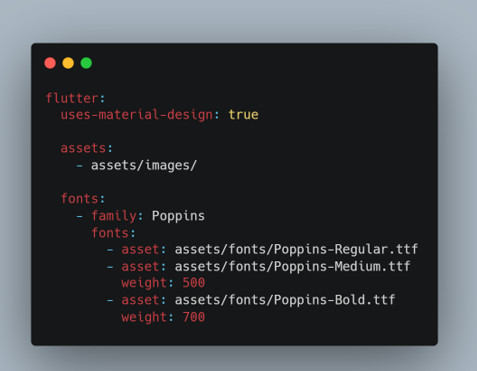 flutter:
  uses-material-design: true

  assets:
    - assets/images/

  fonts:
    - family: Poppins
      fonts:
        - asset: assets/fonts/Poppins-Regular.ttf
        - asset: assets/fonts/Poppins-Medium.ttf
          weight: 500
        - asset: assets/fonts/Poppins-Bold.ttf
          weight: 700